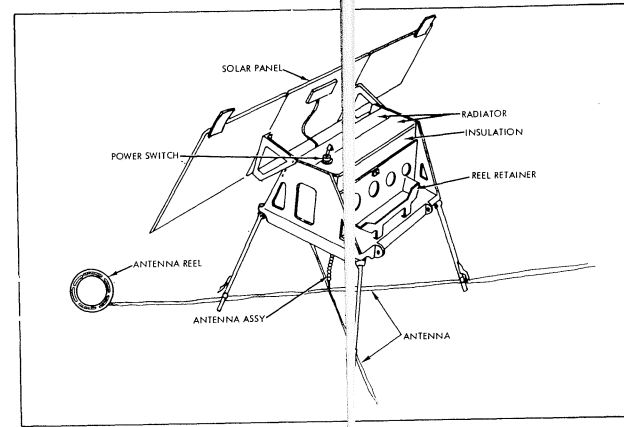 SOLAR PANEL
RADIATOR
INSULATION
POWER SWITCH
REEL RETAINER
ANTENNA REEL
ANTENNA ASSY
ANTENNA